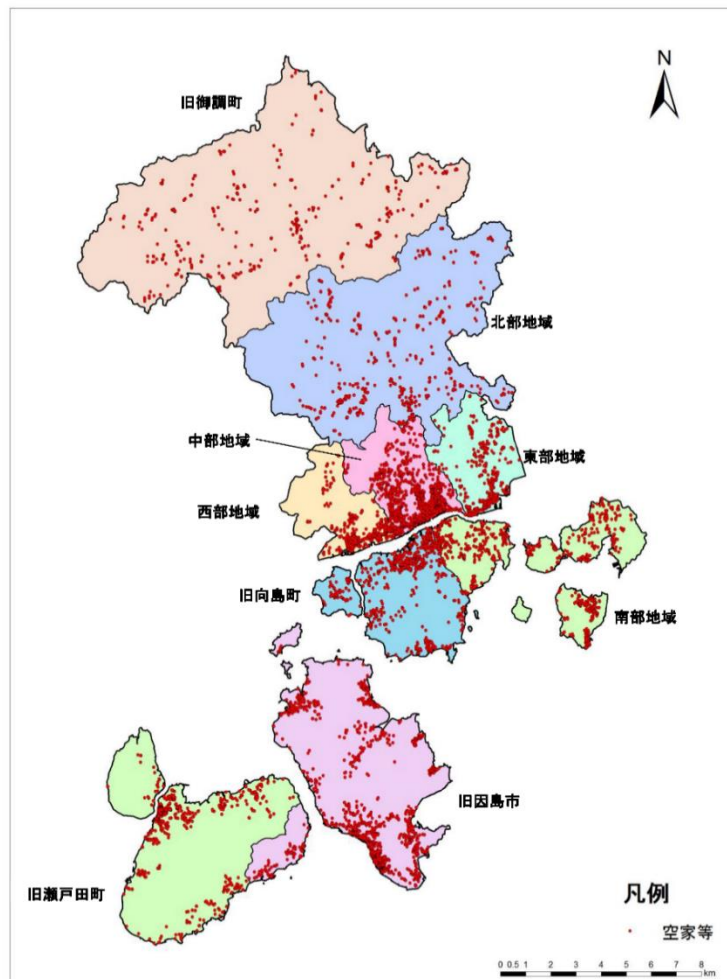 N
旧御調町
北部地域
中部地域
東部地域
西部地域
旧向島町
南部地域
旧因島市
旧瀬戸田町
凡例
空家等
0 0.5 1 2 3 4 5 6 7 8
km